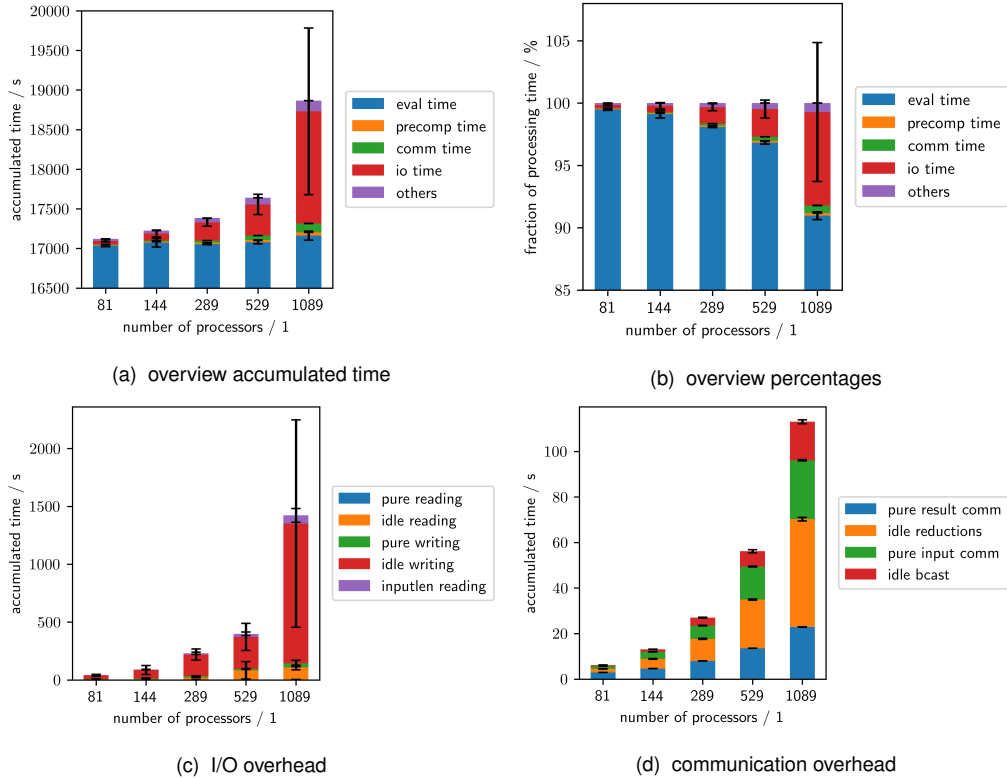 20000
19500
19000
18500
18000
17500
17000
16500
accumulated time / s
81 144 289 529 1089
number of processors / 1
eval time
precomp time
comm time
io time
others
(a) overview accumulated time
105
100
95
90
85
fraction of processing time / %
81 144 289 529 1089
number of processors / 1
eval time
precomp time
comm time
io time
others
(b) overview percentages
2000
1500
1000
500
0
accumulated time / s
81 144 289 529 1089
number of processors / 1
pure reading
idle reading
pure writing
idle writing
inputlen reading
(c) I/O overhead
100
80
60
40
20
0
accumulated time / s
81 144 289 529 1089
number of processors / 1
pure result comm
idle reductions
pure input comm
idle bcast
(d) communication overhead